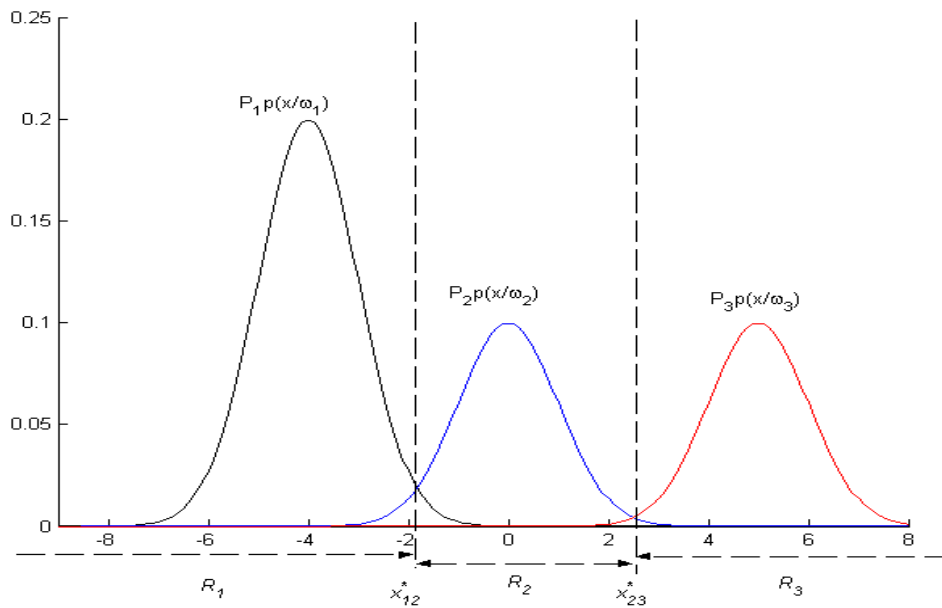 0.25
0.2
P₁p(x/ω₁)
0.15
P₂p(x/ω₂)
P₃p(x/ω₃)
0.1
0.05
0
-8 -6 -4 -2 0 2 4 6 8
R₁ x*₁₂ R₂ x*₂₃ R₃